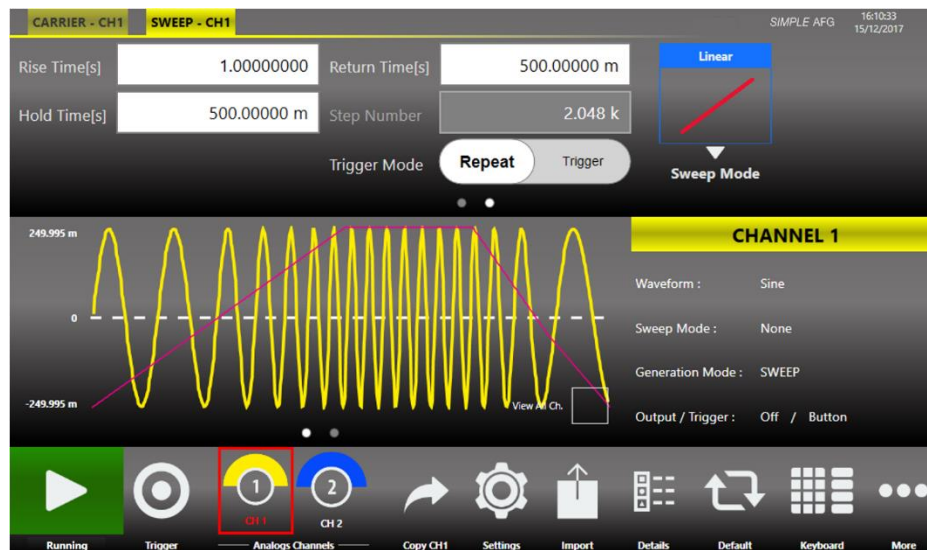 CARRIER - CH1 SWEEP - CH1 SIMPLE AFG 16:10:33
15/12/2017
Rise Time[s] 1.00000000 Return Time[s] 500.00000 m Linear
Hold Time[s] 500.00000 m Step Number 2.048 k
Trigger Mode Repeat Trigger Sweep Mode
249.995 m
0
-249.995 m
View All Ch.
CHANNEL 1
Waveform : Sine
Sweep Mode : None
Generation Mode : SWEEP
Output / Trigger : Off / Button
1 2
CH 1 CH 2
Running Trigger Analogs Channels Copy CH1 Settings Import Details Default Keyboard More